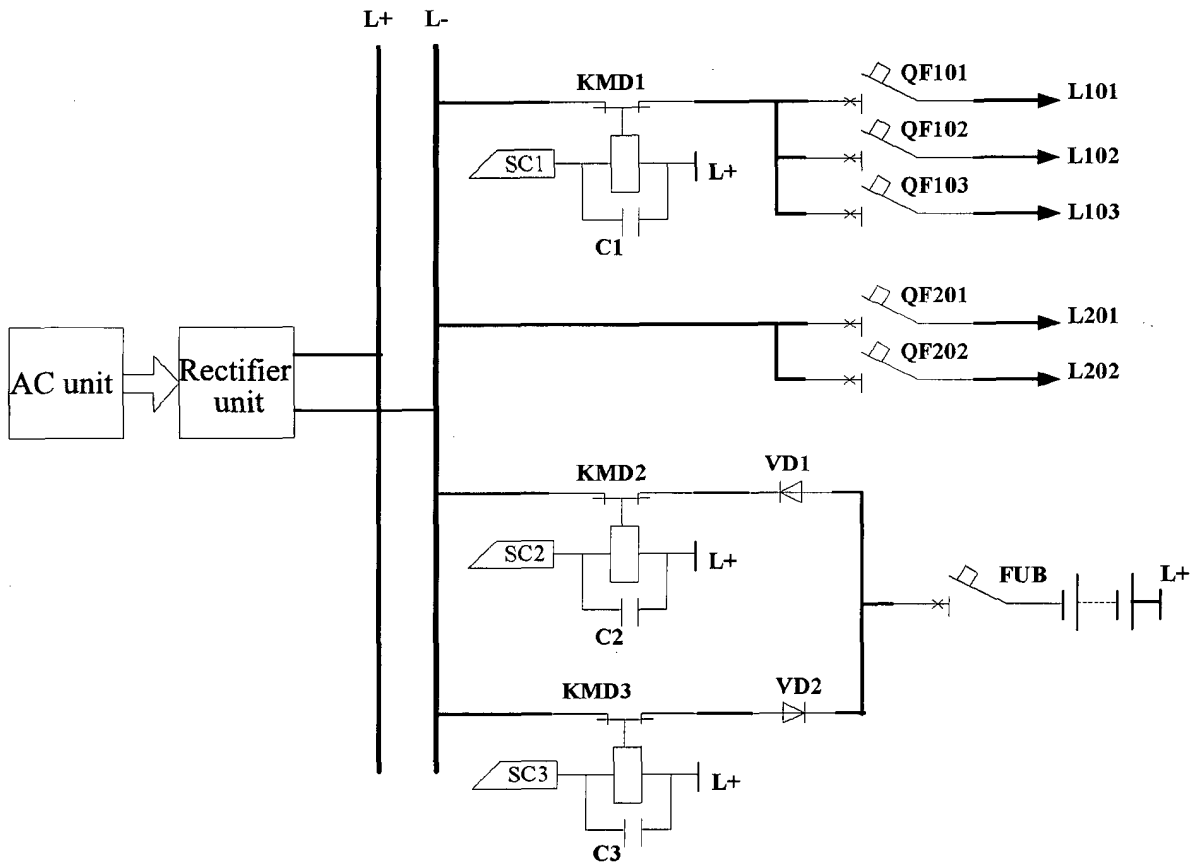 L+ L-
KMD1
QF101
L101
QF102
L102
SC1
L+
QF103
L103
C1
QF201
L201
AC unit
Rectifier
unit
QF202
L202
KMD2
VD1
SC2
L+
FUB
L+
C2
KMD3
VD2
SC3
L+
C3